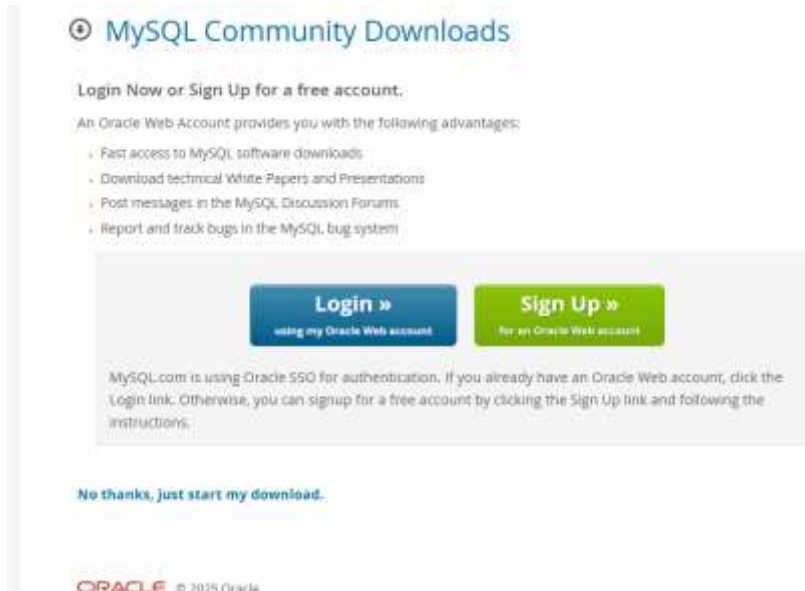 MySQL Community Downloads
Login Now or Sign Up for a free account.
An Oracle Web Account provides you with the following advantages:
Fast access to MySQL software downloads
Download technical White Papers and Presentations
Post messages in the MySQL Discussion Forums
Report and track bugs in the MySQL bug system
Login »
using my Oracle Web account
Sign Up »
for an Oracle Web account
MySQL.com is using Oracle SSO for authentication. If you already have an Oracle Web account, click the
Login link. Otherwise, you can signup for a free account by clicking the Sign Up link and following the
instructions.
No thanks, just start my download.
ORACLE © 2025 Oracle